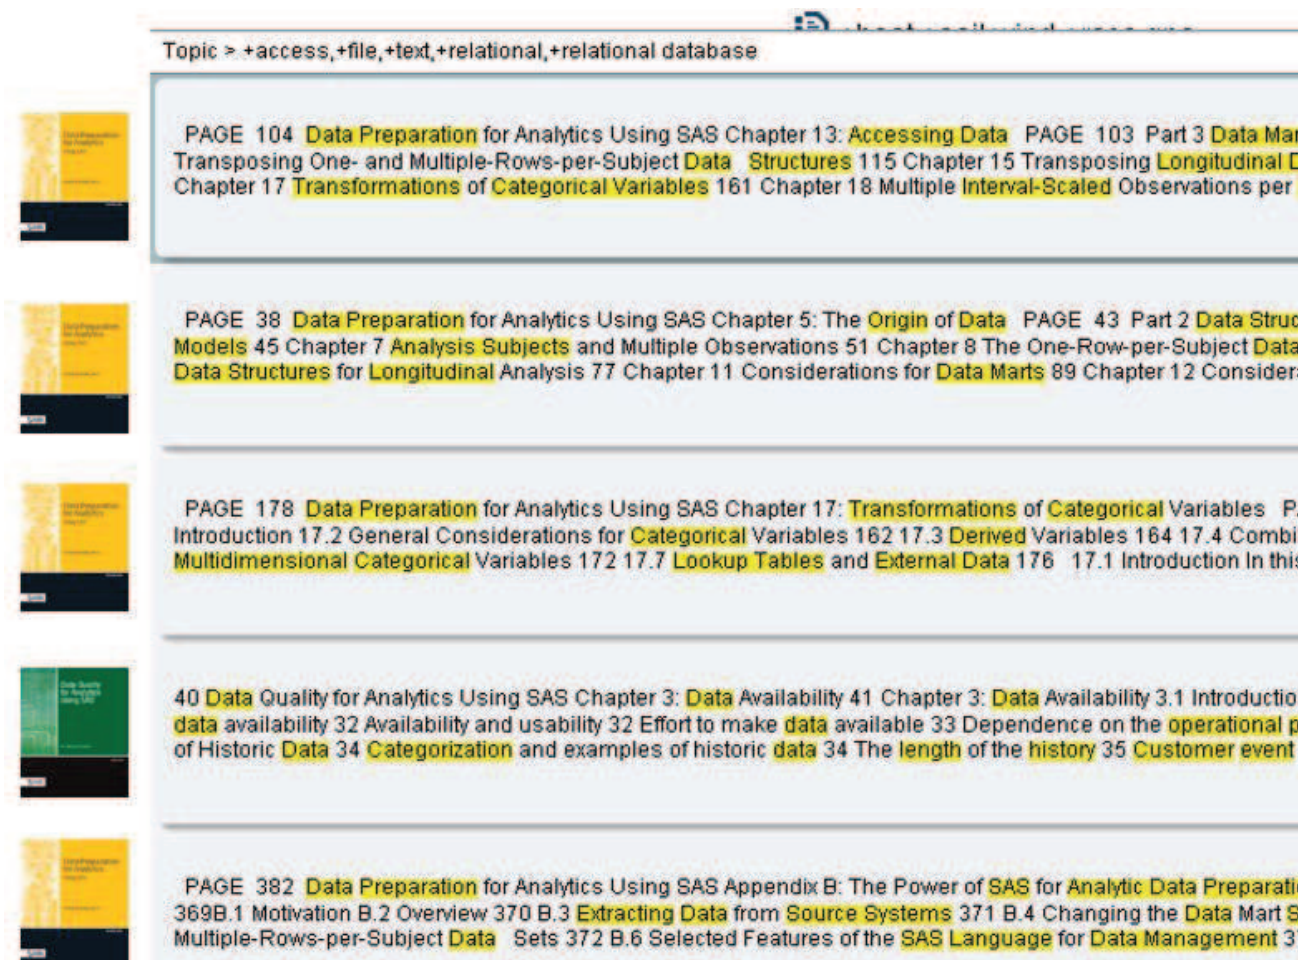 Topic > +access,+file,+text,+relational,+relational database
PAGE 104 Data Preparation for Analytics Using SAS Chapter 13: Accessing Data PAGE 103 Part 3 Data
Transposing One- and Multiple-Rows-per-Subject Data Structures 115 Chapter 15 Transposing Longitudinal
Chapter 17 Transformations of Categorical Variables 161 Chapter 18 Multiple Interval-Scaled Observations per
PAGE 38 Data Preparation for Analytics Using SAS Chapter 5: The Origin of Data PAGE 43 Part 2 Data
Models 45 Chapter 7 Analysis Subjects and Multiple Observations 51 Chapter 8 The One-Row-per-Subject Data
Data Structures for Longitudinal Analysis 77 Chapter 11 Considerations for Data Marts 89 Chapter 12
PAGE 178 Data Preparation for Analytics Using SAS Chapter 17: Transformations of Categorical Variables
Introduction 17.2 General Considerations for Categorical Variables 162 17.3 Derived Variables 164 17.4
Multidimensional Categorical Variables 172 17.7 Lookup Tables and External Data 176 17.1 Introduction In
Data Quality
for Analytics
Using SAS
40 Data Quality for Analytics Using SAS Chapter 3: Data Availability 41 Chapter 3: Data Availability 3.1
data availability 32 Availability and usability 32 Effort to make data available 33 Dependence on the operational
of Historic Data 34 Categorization and examples of historic data 34 The length of the history 35 Customer event
PAGE 382 Data Preparation for Analytics Using SAS Appendix B: The Power of SAS for Analytic Data
369B.1 Motivation B.2 Overview 370 B.3 Extracting Data from Source Systems 371 B.4 Changing the Data Mart
Multiple-Rows-per-Subject Data Sets 372 B.6 Selected Features of the SAS Language for Data Management